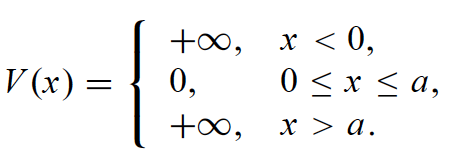 +∞, x < 0,
V(x) = { 0, 0 ≤ x ≤ a,
+∞, x > a.